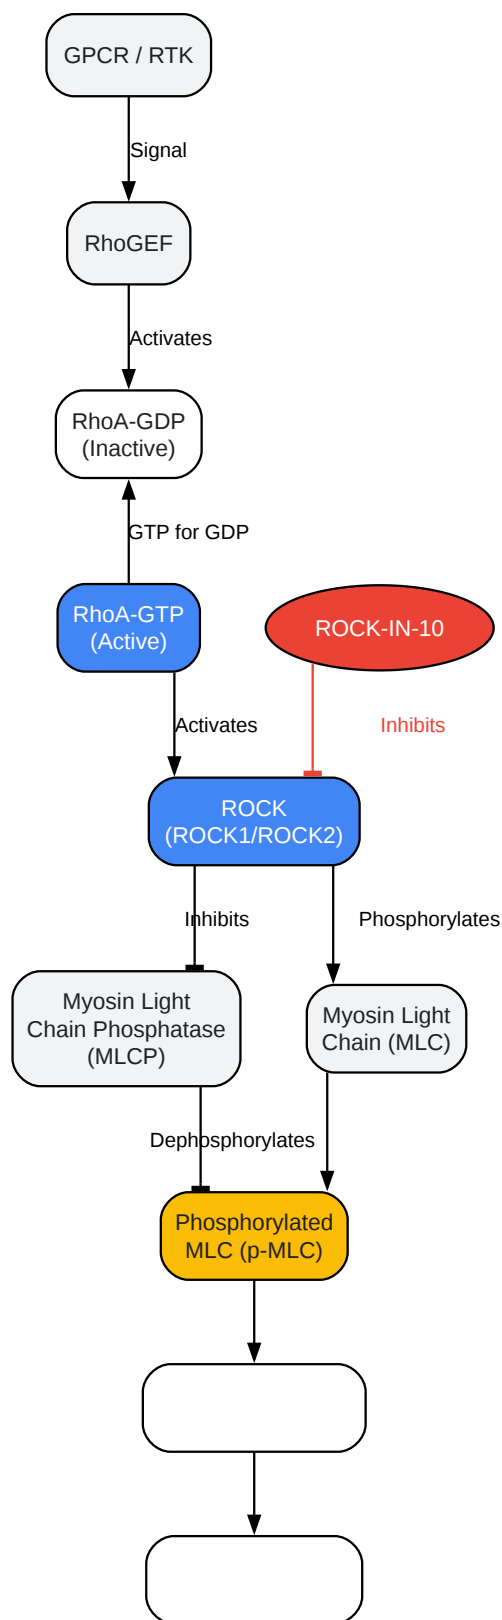 GPCR / RTK
Signal
RhoGEF
Activates
RhoA-GDP
(Inactive)
GTP for GDP
RhoA-GTP
(Active)
ROCK-IN-10
Activates
Inhibits
ROCK
(ROCK1/ROCK2)
Inhibits
Phosphorylates
Myosin Light
Chain Phosphatase
(MLCP)
Myosin Light
Chain (MLC)
Dephosphorylates
Phosphorylated
MLC (p-MLC)